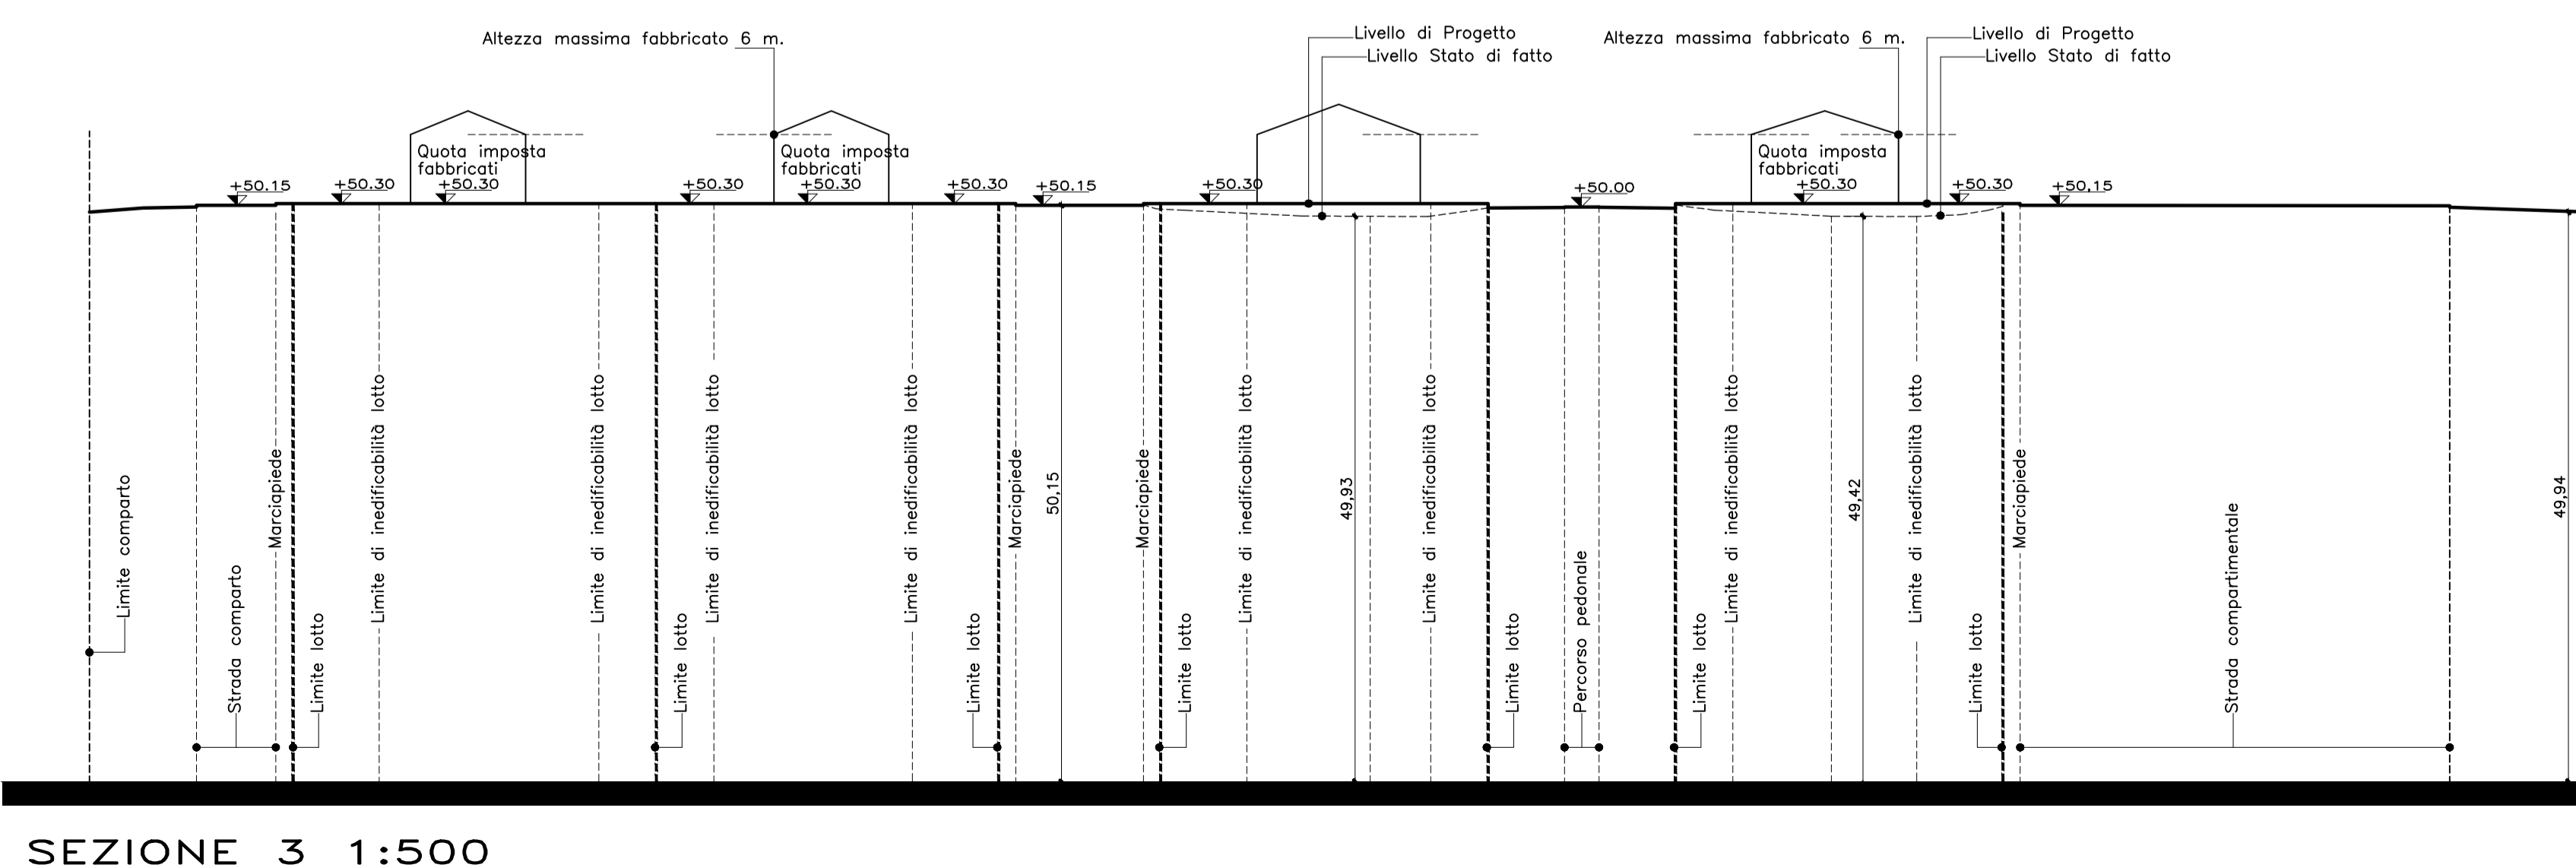 Altezza massima fabbricato 6 m.
Livello di Progetto
Livello Stato di fatto
Altezza massima fabbricato 6 m.
Livello di Progetto
Livello Stato di fatto
Quota imposta
fabbricati
Quota imposta
fabbricati
Quota imposta
fabbricati
+50.15
+50.30
+50.30
+50.30
+50.30
+50.30
+50.15
+50.30
+50.00
+50.30
+50.30
+50.15
Limite comparto
Strada comparto
Marciapiede
Limite lotto
Limite di inedificabilità lotto
Limite di inedificabilità lotto
Limite lotto
Limite di inedificabilità lotto
Limite di inedificabilità lotto
Limite lotto
Marciapiede
50,15
Marciapiede
Limite lotto
Limite di inedificabilità lotto
49,93
Limite di inedificabilità lotto
Limite lotto
Percorso pedonale
Limite lotto
Limite di inedificabilità lotto
49,42
Limite di inedificabilità lotto
Limite lotto
Marciapiede
Strada compartimentale
49,94
SEZIONE 3 1:500